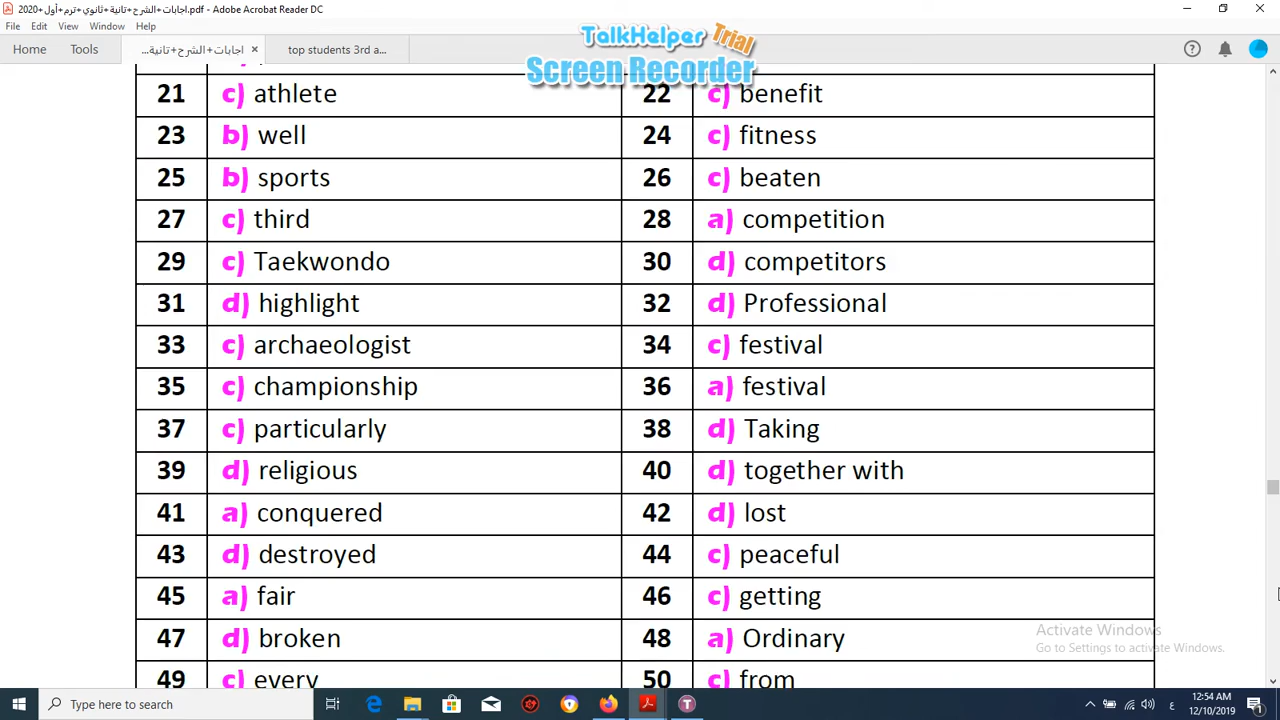 اجابات+الشرح+تانية+ثانوي+ترم+أول+2020.pdf - Adobe Acrobat Reader DC
File Edit View Window Help
Home Tools اجابات+الشرح+تانية... × top students 3rd a...
TalkHelper Trial
Screen Recorder
21 c) athlete 22 c) benefit
23 b) well 24 c) fitness
25 b) sports 26 c) beaten
27 c) third 28 a) competition
29 c) Taekwondo 30 d) competitors
31 d) highlight 32 d) Professional
33 c) archaeologist 34 c) festival
35 c) championship 36 a) festival
37 c) particularly 38 d) Taking
39 d) religious 40 d) together with
41 a) conquered 42 d) lost
43 d) destroyed 44 c) peaceful
45 a) fair 46 c) getting
47 d) broken 48 a) Ordinary
Activate Windows
Go to Settings to activate Windows.
49 c) every 50 c) from
Type here to search
ع 12:54 AM
12/10/2019